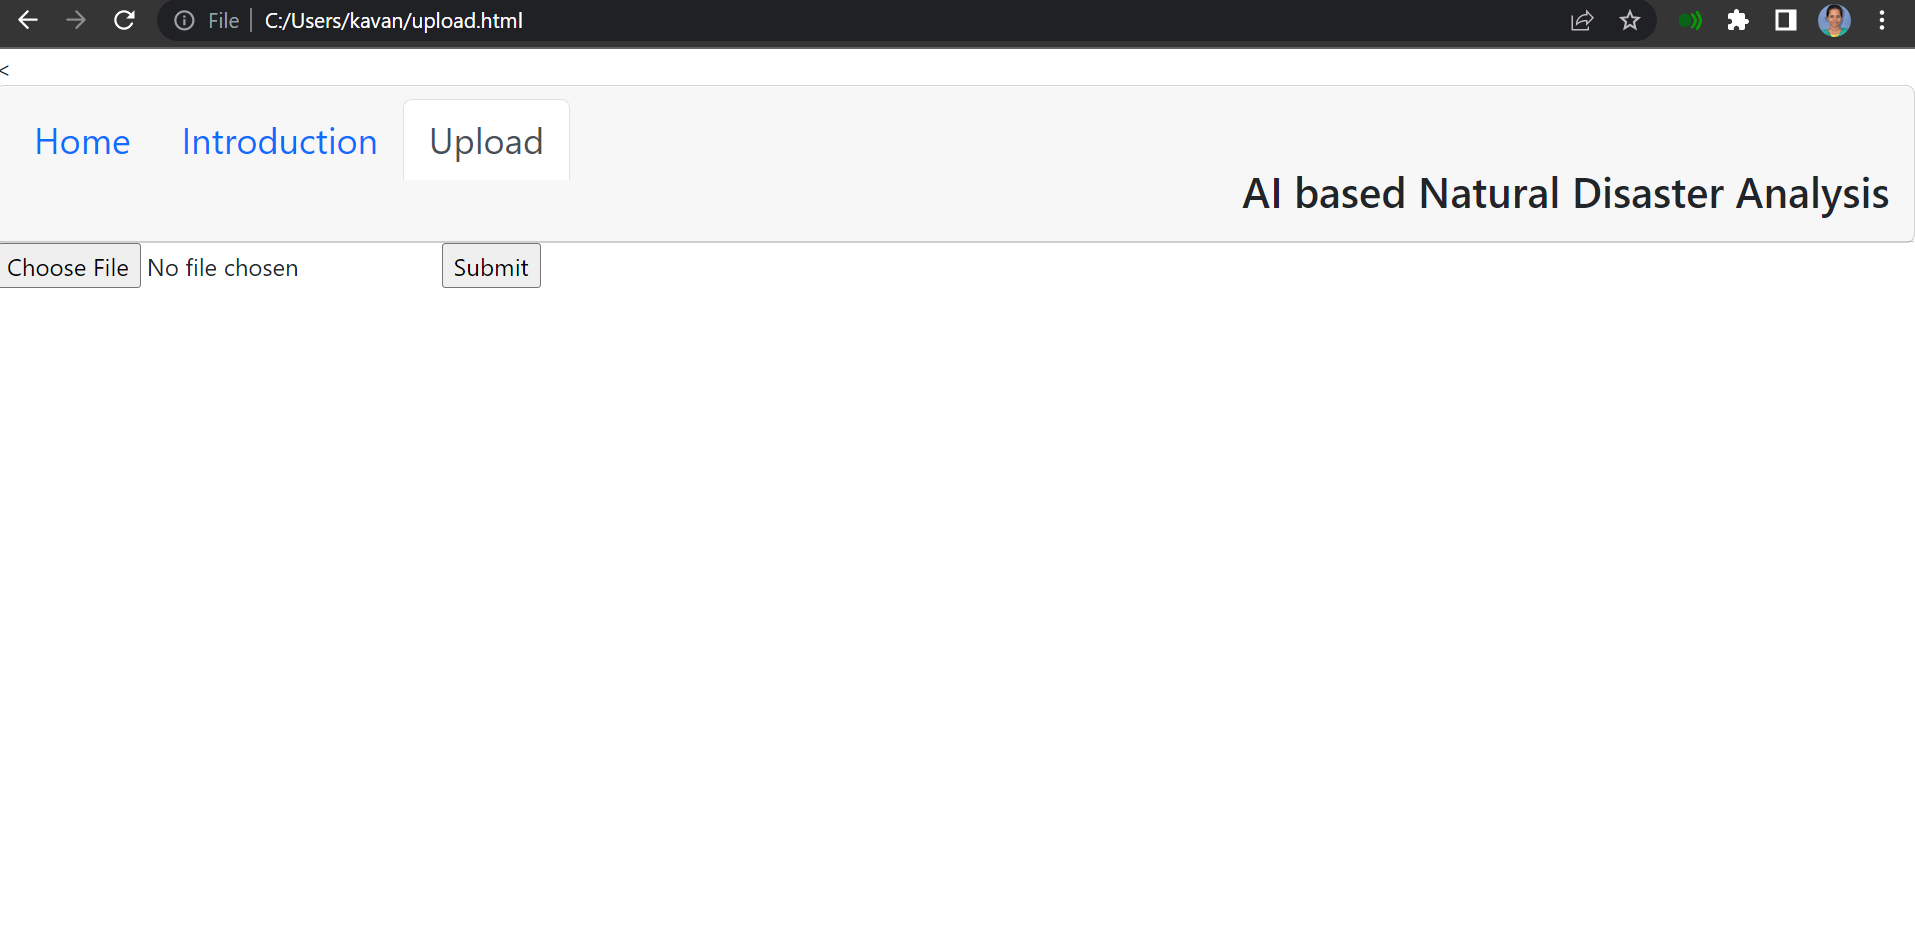 File C:/Users/kavan/upload.html
<
Home Introduction Upload
AI based Natural Disaster Analysis
Choose File No file chosen Submit